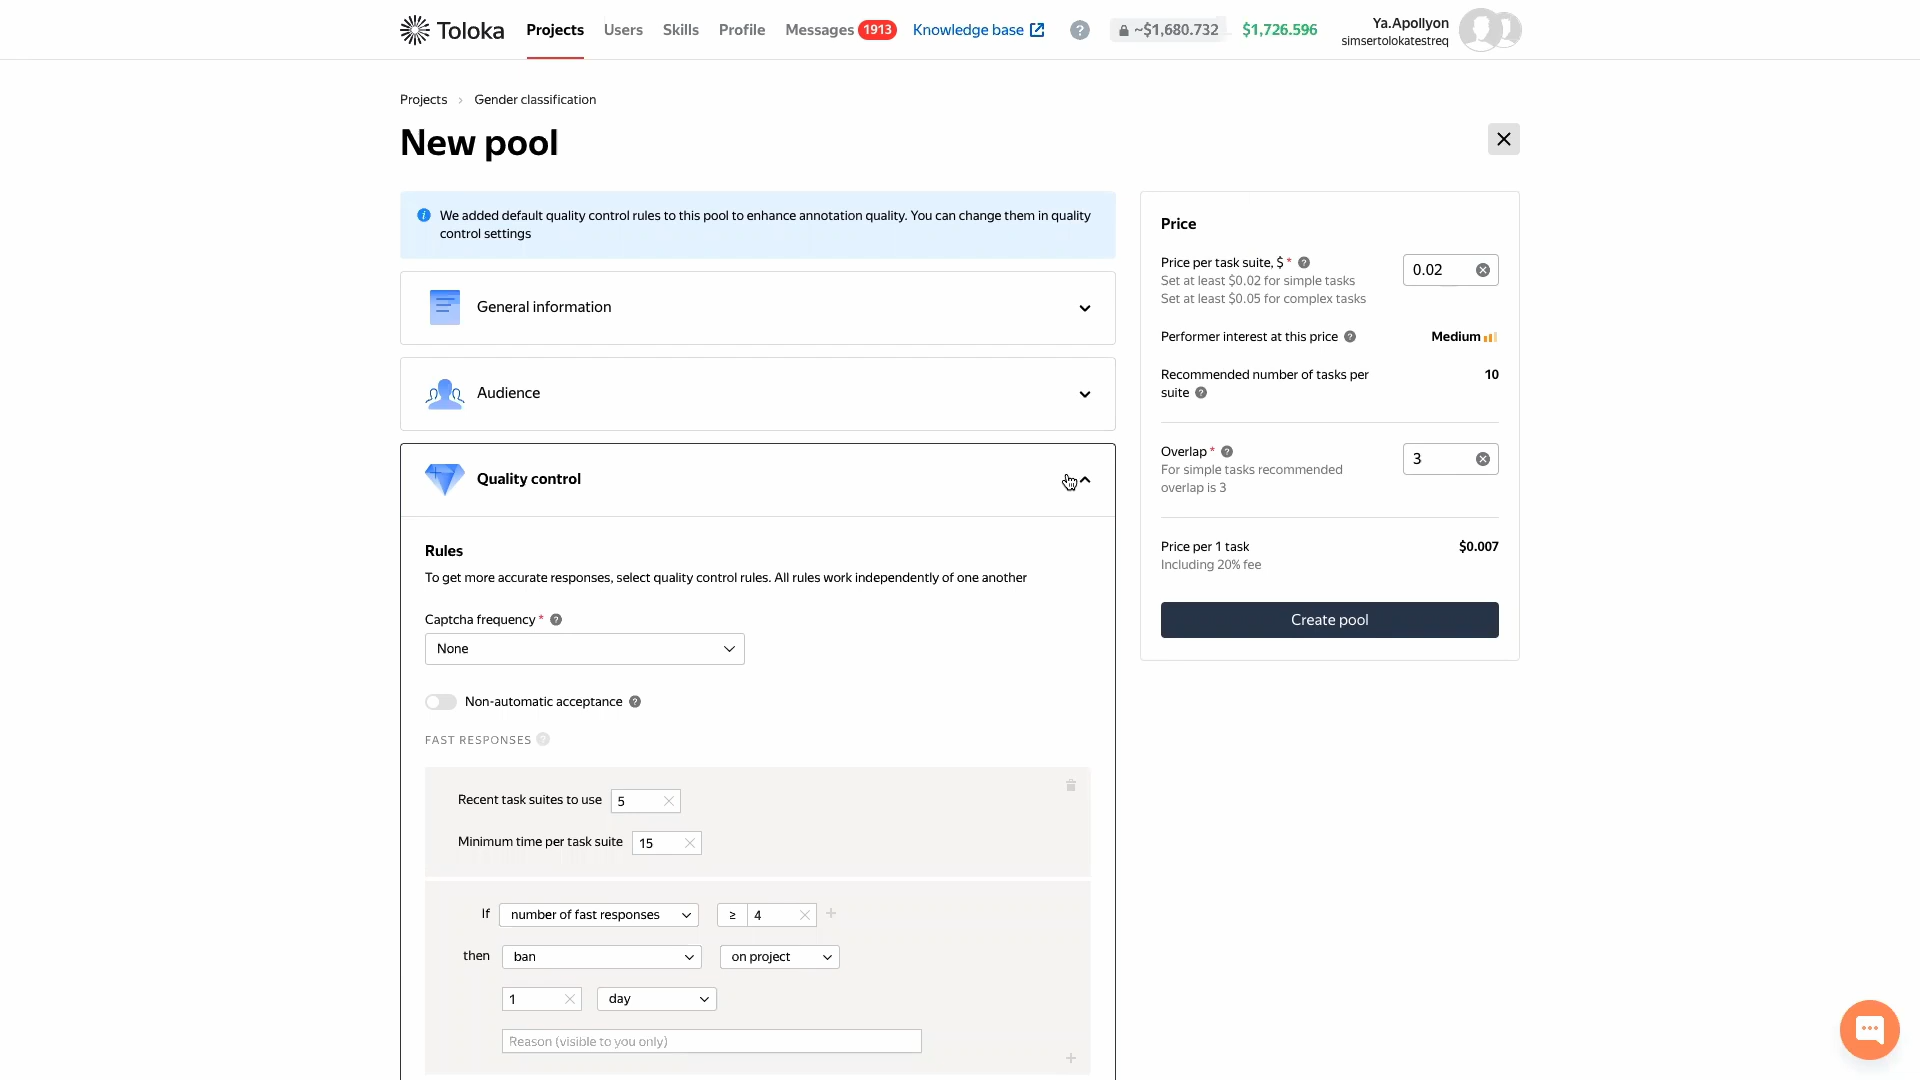 Toloka
Projects
Users
Skills
Profile
Messages 1913
Knowledge base
?
~$1,680.732
$1,726.596
Ya.Apollyon
simsertolokatestreq
Projects › Gender classification
New pool
We added default quality control rules to this pool to enhance annotation quality. You can change them in quality
control settings
General information
Audience
Quality control
Rules
To get more accurate responses, select quality control rules. All rules work independently of one another
Captcha frequency * ?
None
Non-automatic acceptance ?
FAST RESPONSES ?
Recent task suites to use 5
Minimum time per task suite 15
If number of fast responses ≥ 4 +
then ban on project
1 day
Reason (visible to you only)
+
Price
Price per task suite, $ * ? 0.02
Set at least $0.02 for simple tasks
Set at least $0.05 for complex tasks
Performer interest at this price ? Medium
Recommended number of tasks per 10
suite ?
Overlap * ? 3
For simple tasks recommended
overlap is 3
Price per 1 task $0.007
Including 20% fee
Create pool